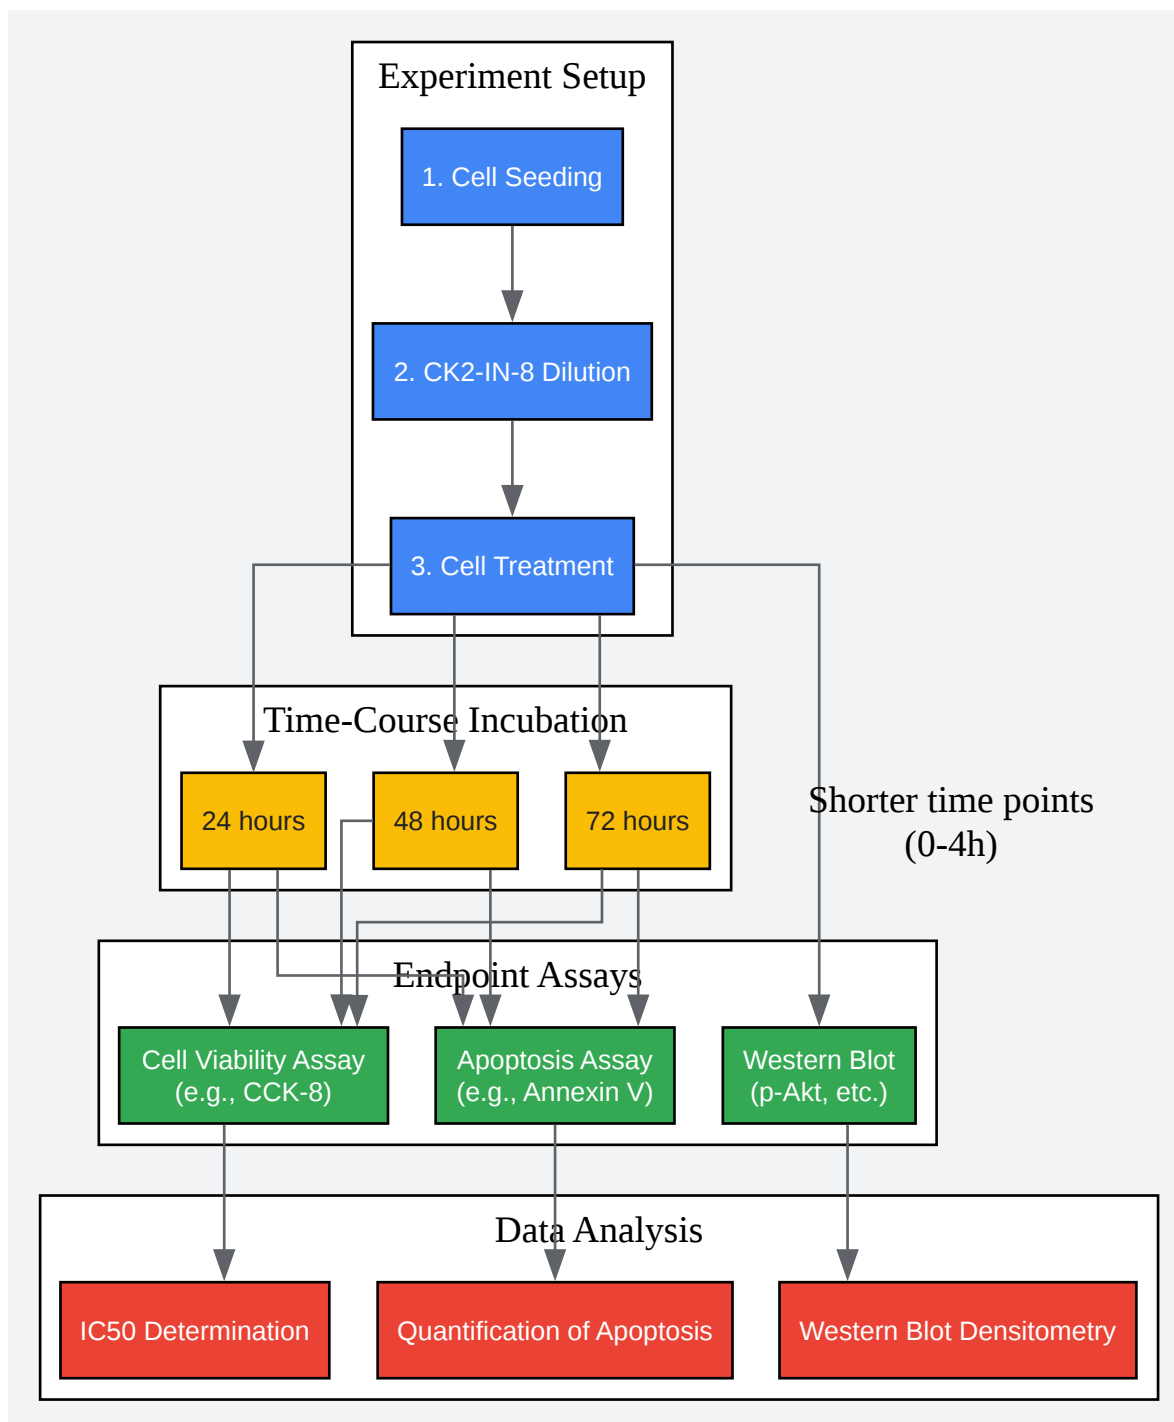 Experiment Setup
1. Cell Seeding
2. CK2-IN-8 Dilution
3. Cell Treatment
Time-Course Incubation
24 hours
48 hours
72 hours
Shorter time points
(0-4h)
Endpoint Assays
Cell Viability Assay
(e.g., CCK-8)
Apoptosis Assay
(e.g., Annexin V)
Western Blot
(p-Akt, etc.)
Data Analysis
IC50 Determination
Quantification of Apoptosis
Western Blot Densitometry